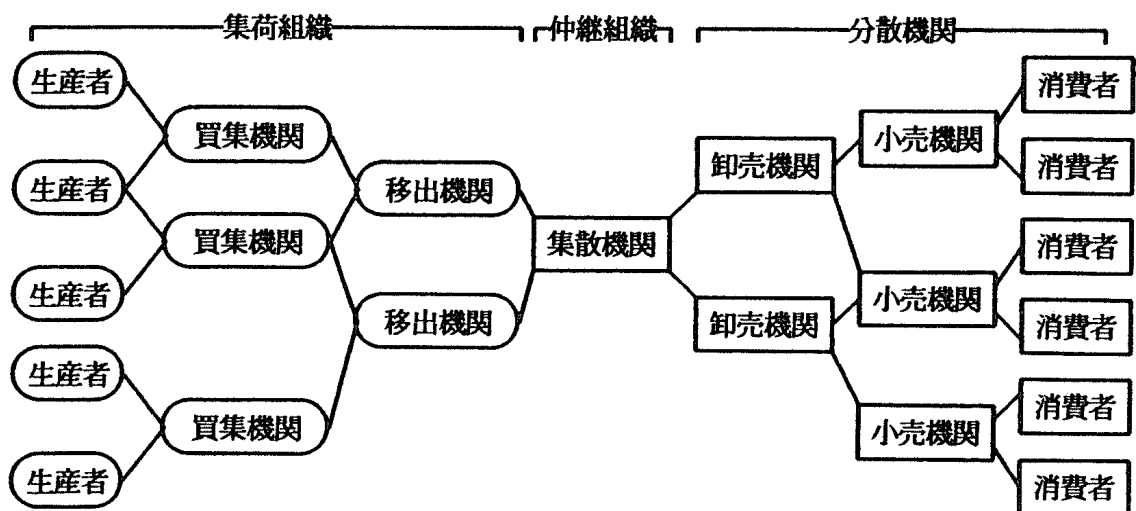 集荷組織 仲継組織 分散機関
生産者
生産者
生産者
生産者
生産者
買集機関
買集機関
買集機関
移出機関
移出機関
集散機関
卸売機関
卸売機関
小売機関
小売機関
小売機関
消費者
消費者
消費者
消費者
消費者
消費者